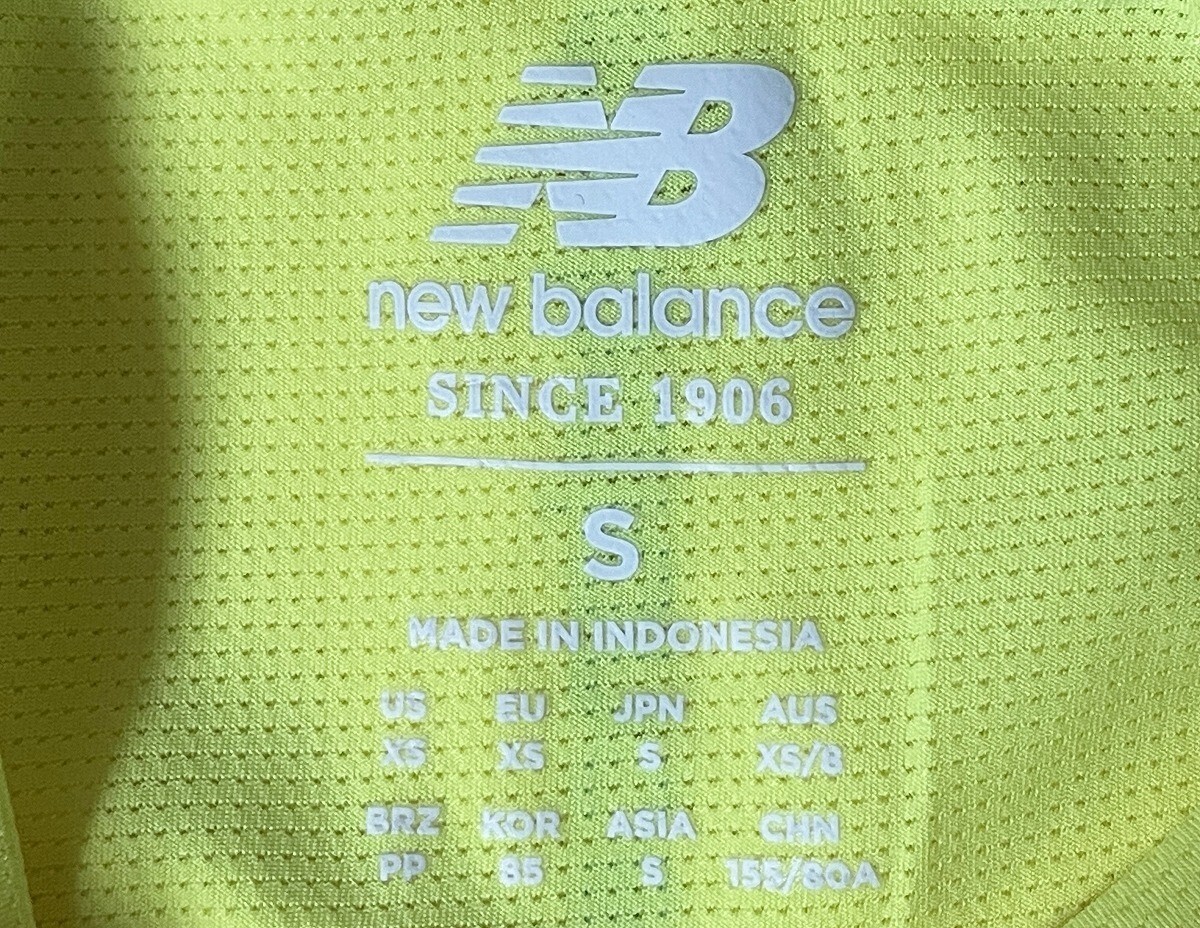 NB
new balance
SINCE 1906
S
MADE IN INDONESIA
US EU JPN AUS
XS XS S XS/8
BRZ KOR ASIA CHN
PP 85 S 155/80A